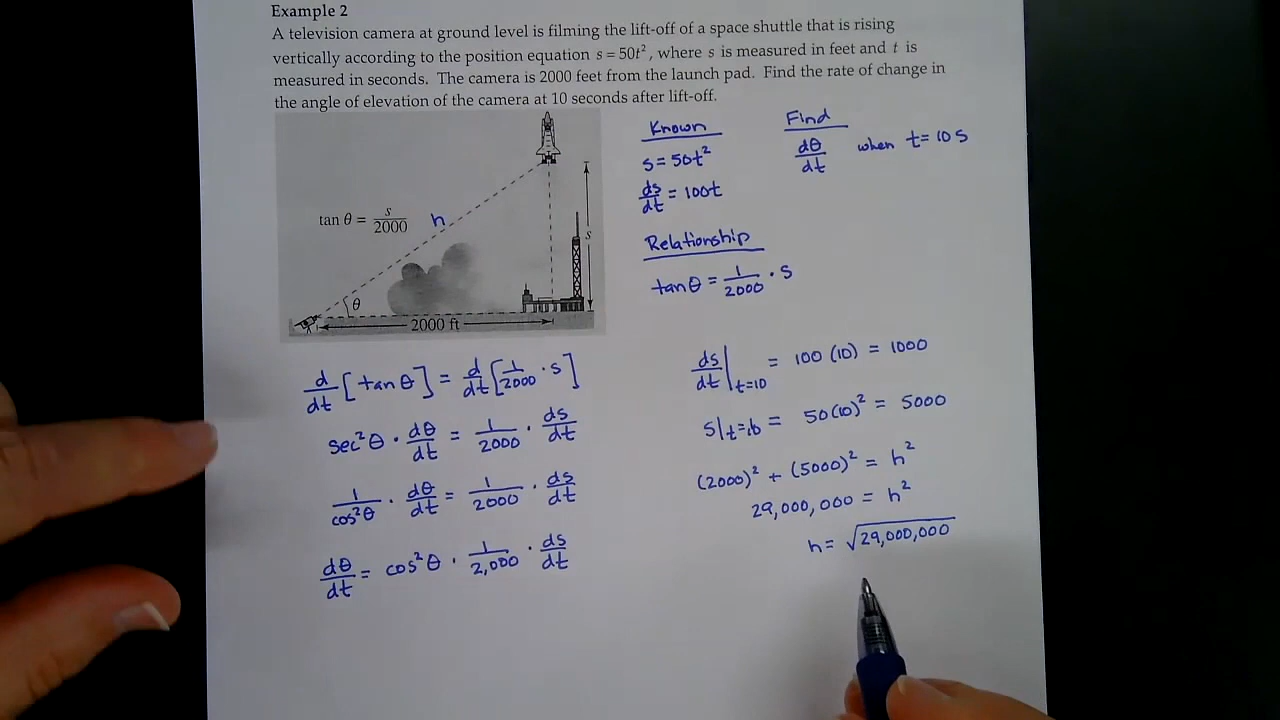 Example 2
A television camera at ground level is filming the lift-off of a space shuttle that is rising
vertically according to the position equation s = 50t², where s is measured in feet and t is
measured in seconds. The camera is 2000 feet from the launch pad. Find the rate of change in
the angle of elevation of the camera at 10 seconds after lift-off.
tan θ = s/2000
h
s
θ
2000 ft
Known
s = 50t²
ds/dt = 100t
Find
dθ/dt when t = 10 s
Relationship
tan θ = 1/2000 · s
d/dt [tan θ] = d/dt [1/2000 · s]
sec²θ · dθ/dt = 1/2000 · ds/dt
1/cos²θ · dθ/dt = 1/2000 · ds/dt
dθ/dt = cos²θ · 1/2,000 · ds/dt
ds/dt|t=10 = 100(10) = 1000
s|t=10 = 50(10)² = 5000
(2000)² + (5000)² = h²
29,000,000 = h²
h = √29,000,000